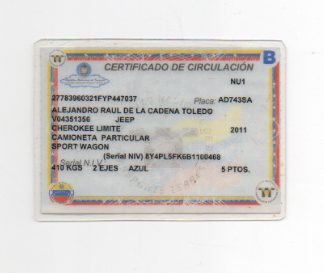 B
CERTIFICADO DE CIRCULACIÓN
NU1
27783960321FYP447037 Placa: AD743SA
ALEJANDRO RAUL DE LA CADENA TOLEDO
V04351356 JEEP
CHEROKEE LIMITE 2011
CAMIONETA PARTICULAR
SPORT WAGON
(Serial NIV) 8Y4PL5FK6B1100468
Serial N.I.V.
410 KGS 2 EJES AZUL 5 PTOS.